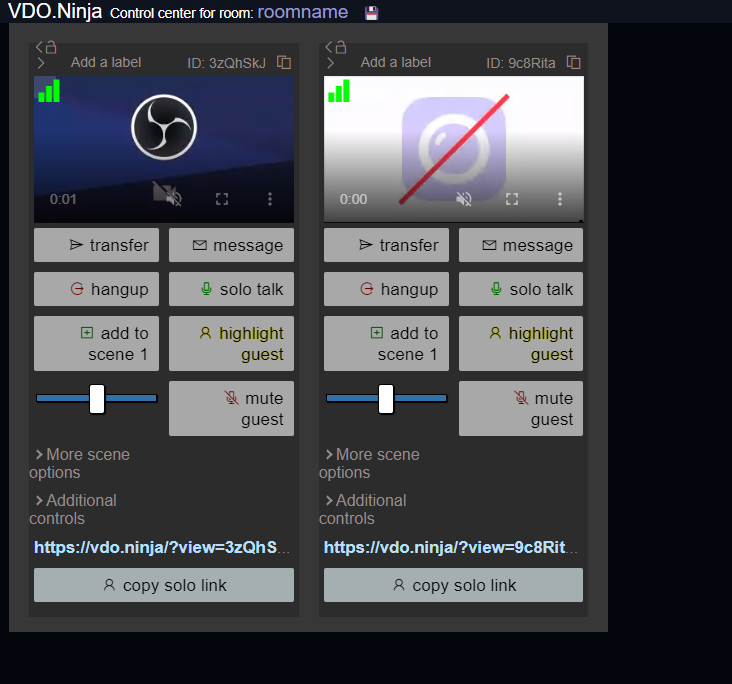 VDO.Ninja Control center for room: roomname
Add a label ID: 3zQhSkJ
0:01
transfer message
hangup solo talk
add to
scene 1
highlight
guest
mute
guest
More scene
options
Additional
controls
https://vdo.ninja/?view=3zQhS...
copy solo link
Add a label ID: 9c8Rita
0:00
transfer message
hangup solo talk
add to
scene 1
highlight
guest
mute
guest
More scene
options
Additional
controls
https://vdo.ninja/?view=9c8Rit...
copy solo link